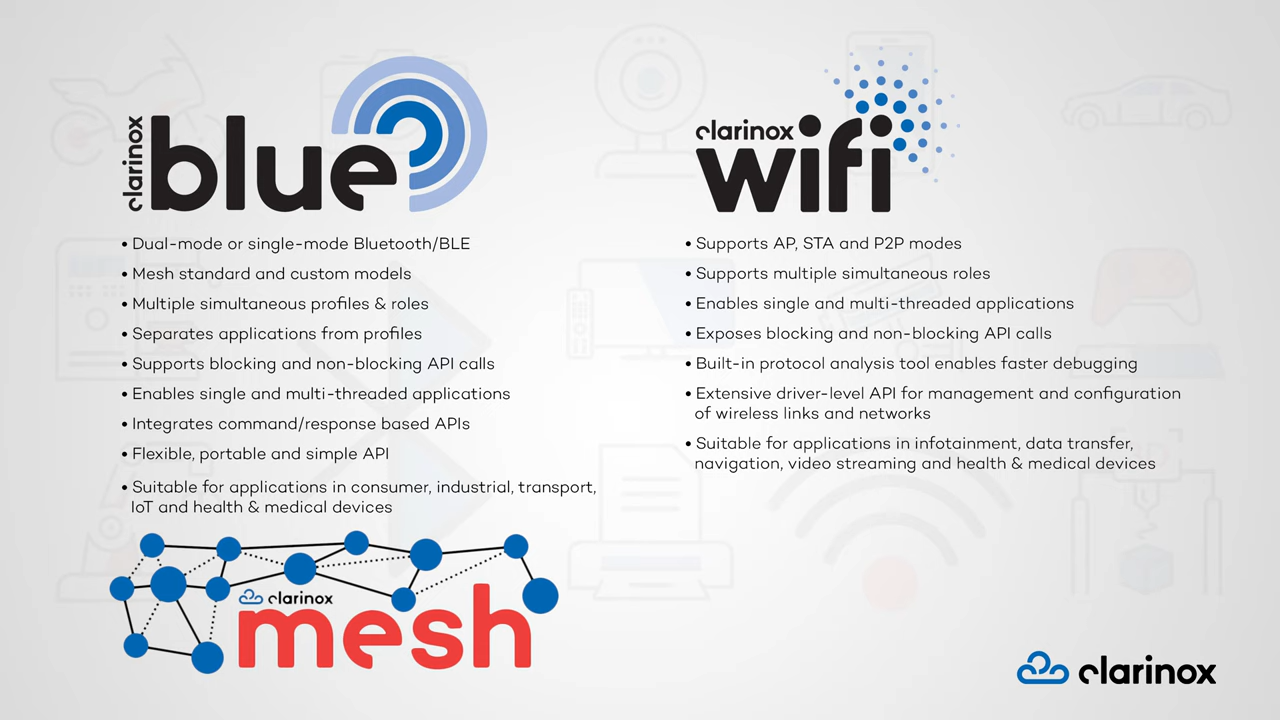 clarinox
blue
• Dual-mode or single-mode Bluetooth/BLE
• Mesh standard and custom models
• Multiple simultaneous profiles & roles
• Separates applications from profiles
• Supports blocking and non-blocking API calls
• Enables single and multi-threaded applications
• Integrates command/response based APIs
• Flexible, portable and simple API
• Suitable for applications in consumer, industrial, transport,
IoT and health & medical devices
clarinox
mesh
clarinox
wifi
• Supports AP, STA and P2P modes
• Supports multiple simultaneous roles
• Enables single and multi-threaded applications
• Exposes blocking and non-blocking API calls
• Built-in protocol analysis tool enables faster debugging
• Extensive driver-level API for management and configuration
of wireless links and networks
• Suitable for applications in infotainment, data transfer,
navigation, video streaming and health & medical devices
clarinox